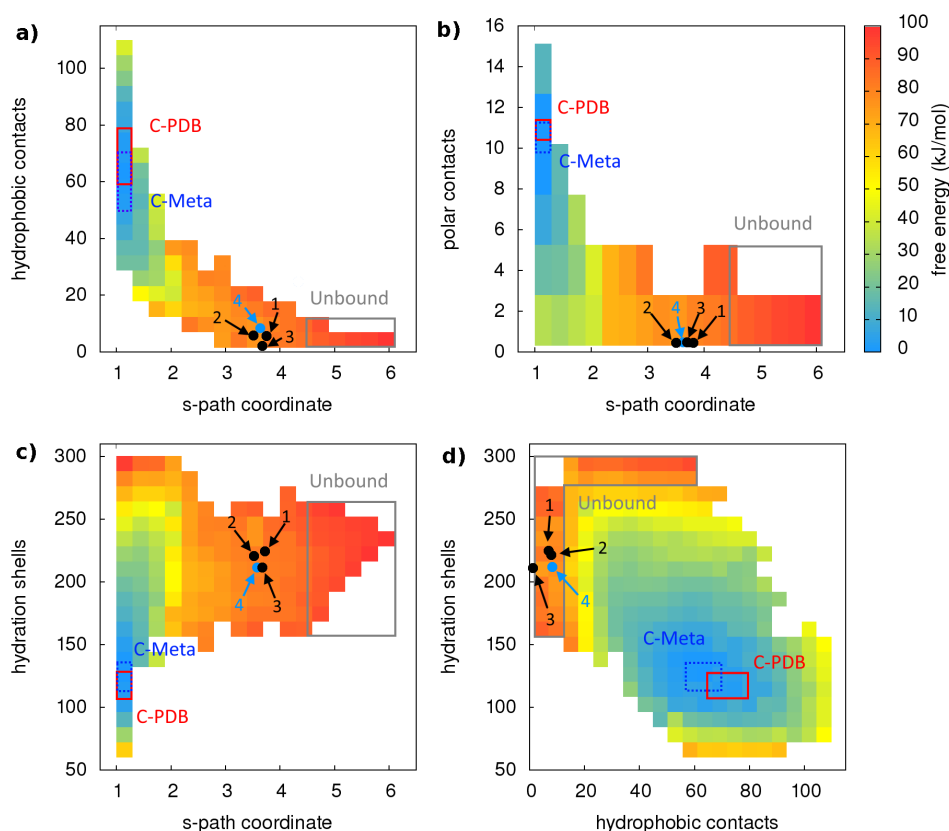 a)
100
80
60
40
20
0
hydrophobic contacts
C-PDB
C-Meta
Unbound
4
1
2
3
1 2 3 4 5 6
s-path coordinate
b)
16
14
12
10
8
6
4
2
0
polar contacts
C-PDB
C-Meta
Unbound
2 4 3 1
1 2 3 4 5 6
s-path coordinate
100
90
80
70
60
50
40
30
20
10
0
free energy (kJ/mol)
c)
300
250
200
150
100
50
hydration shells
Unbound
2 1
4 3
C-Meta
C-PDB
1 2 3 4 5 6
s-path coordinate
d)
300
250
200
150
100
50
hydration shells
Unbound
1
2
4
3
C-Meta
C-PDB
0 20 40 60 80 100
hydrophobic contacts